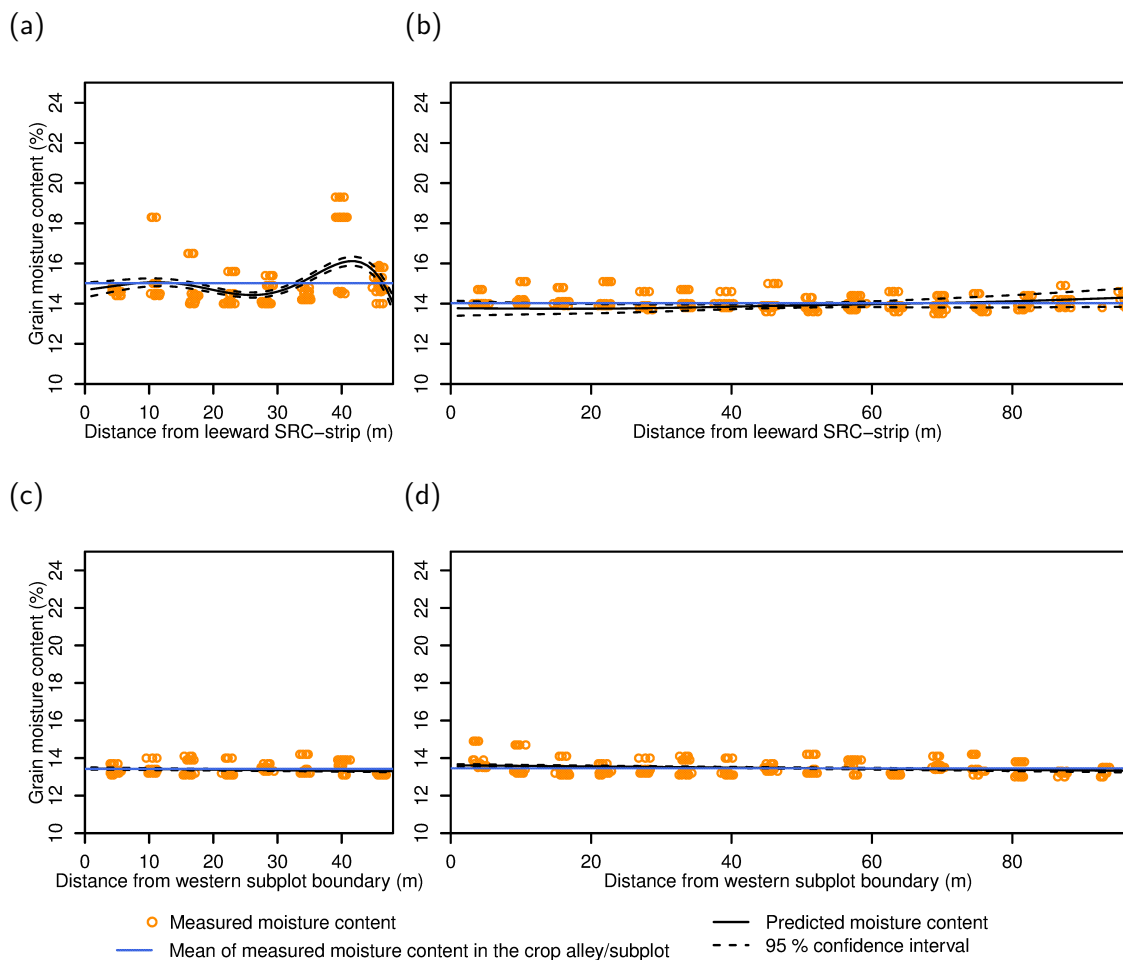 (a)
(b)
Grain moisture content (%)
10 12 14 16 18 20 22 24
0 10 20 30 40
Distance from leeward SRC−strip (m)
10 12 14 16 18 20 22 24
0 20 40 60 80
Distance from leeward SRC−strip (m)
(c)
(d)
Grain moisture content (%)
10 12 14 16 18 20 22 24
0 10 20 30 40
Distance from western subplot boundary (m)
10 12 14 16 18 20 22 24
0 20 40 60 80
Distance from western subplot boundary (m)
Measured moisture content
Mean of measured moisture content in the crop alley/subplot
Predicted moisture content
95 % confidence interval